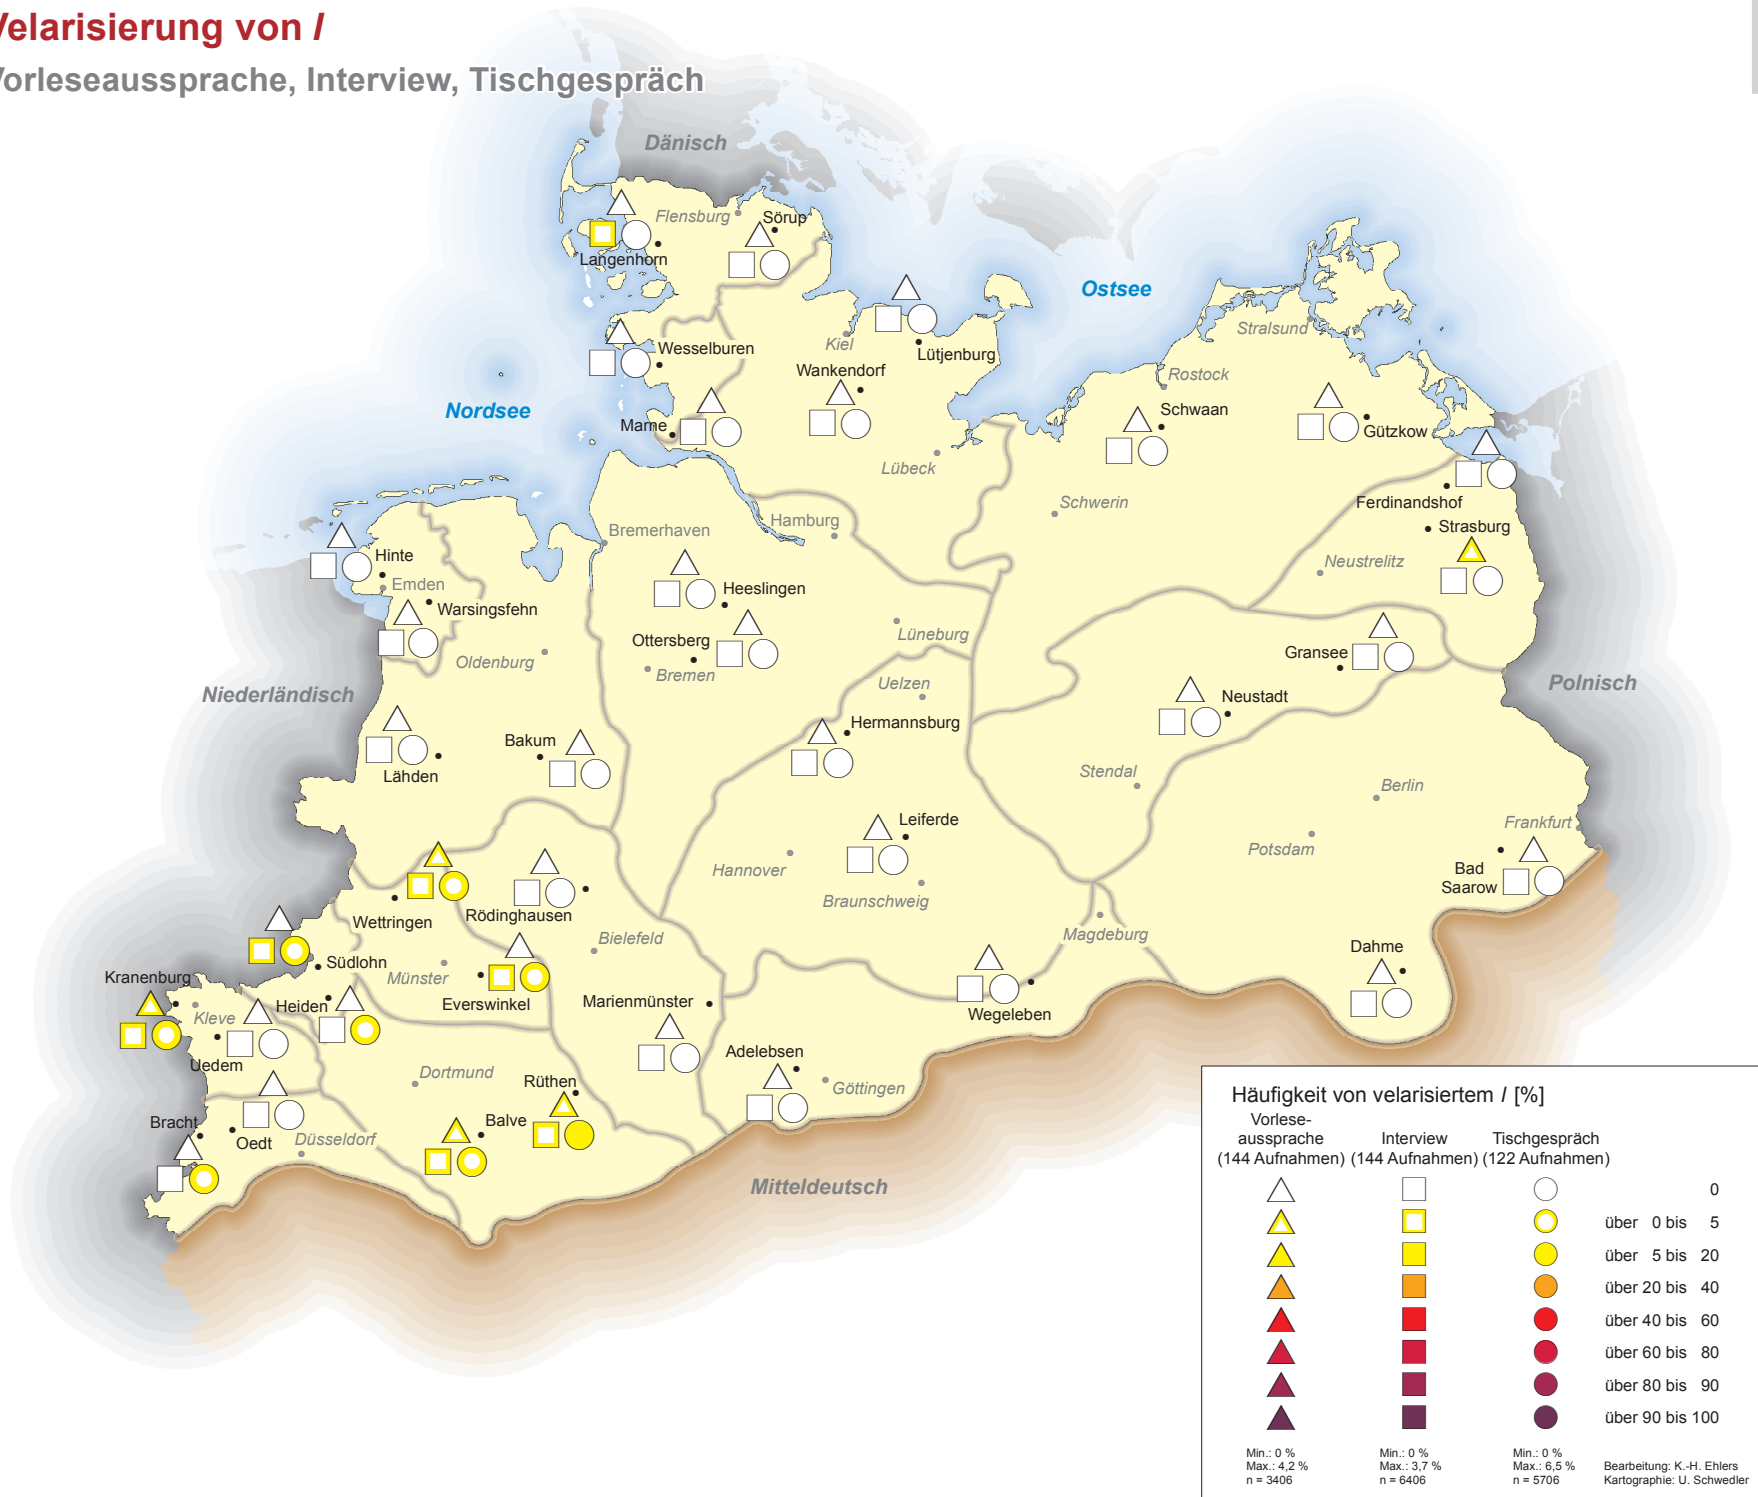 Velarisierung von l
Vorleseaussprache, Interview, Tischgespräch
Dänisch
Flensburg
Sörup
Langenhorn
Ostsee
Stralsund
Kiel
Lütjenburg
Wesselburen
Wankendorf
Rostock
Nordsee
Schwaan
Marne
Gützkow
Lübeck
Schwerin
Ferdinandshof
Strasburg
Bremerhaven
Hamburg
Hinte
Emden
Neustrelitz
Heeslingen
Warsingsfehn
Lüneburg
Ottersberg
Oldenburg
Bremen
Gransee
Niederländisch
Uelzen
Polnisch
Neustadt
Hermannsburg
Bakum
Lähden
Stendal
Berlin
Leiferde
Frankfurt
Hannover
Potsdam
Bad
Saarow
Braunschweig
Wettringen
Rödinghausen
Bielefeld
Magdeburg
Dahme
Südlohn
Münster
Kranenburg
Everswinkel
Marienmünster
Heiden
Kleve
Wegeleben
Uedem
Adelebsen
Dortmund
Rüthen
Göttingen
Bracht
Balve
Oedt
Düsseldorf
Mitteldeutsch
Häufigkeit von velarisiertem l [%]
Vorlese-
aussprache Interview Tischgespräch
(144 Aufnahmen) (144 Aufnahmen) (122 Aufnahmen)
0
über 0 bis 5
über 5 bis 20
über 20 bis 40
über 40 bis 60
über 60 bis 80
über 80 bis 90
über 90 bis 100
Min.: 0 % Min.: 0 % Min.: 0 %
Max.: 4,2 % Max.: 3,7 % Max.: 6,5 % Bearbeitung: K.-H. Ehlers
n = 3406 n = 6406 n = 5706 Kartographie: U. Schwedler